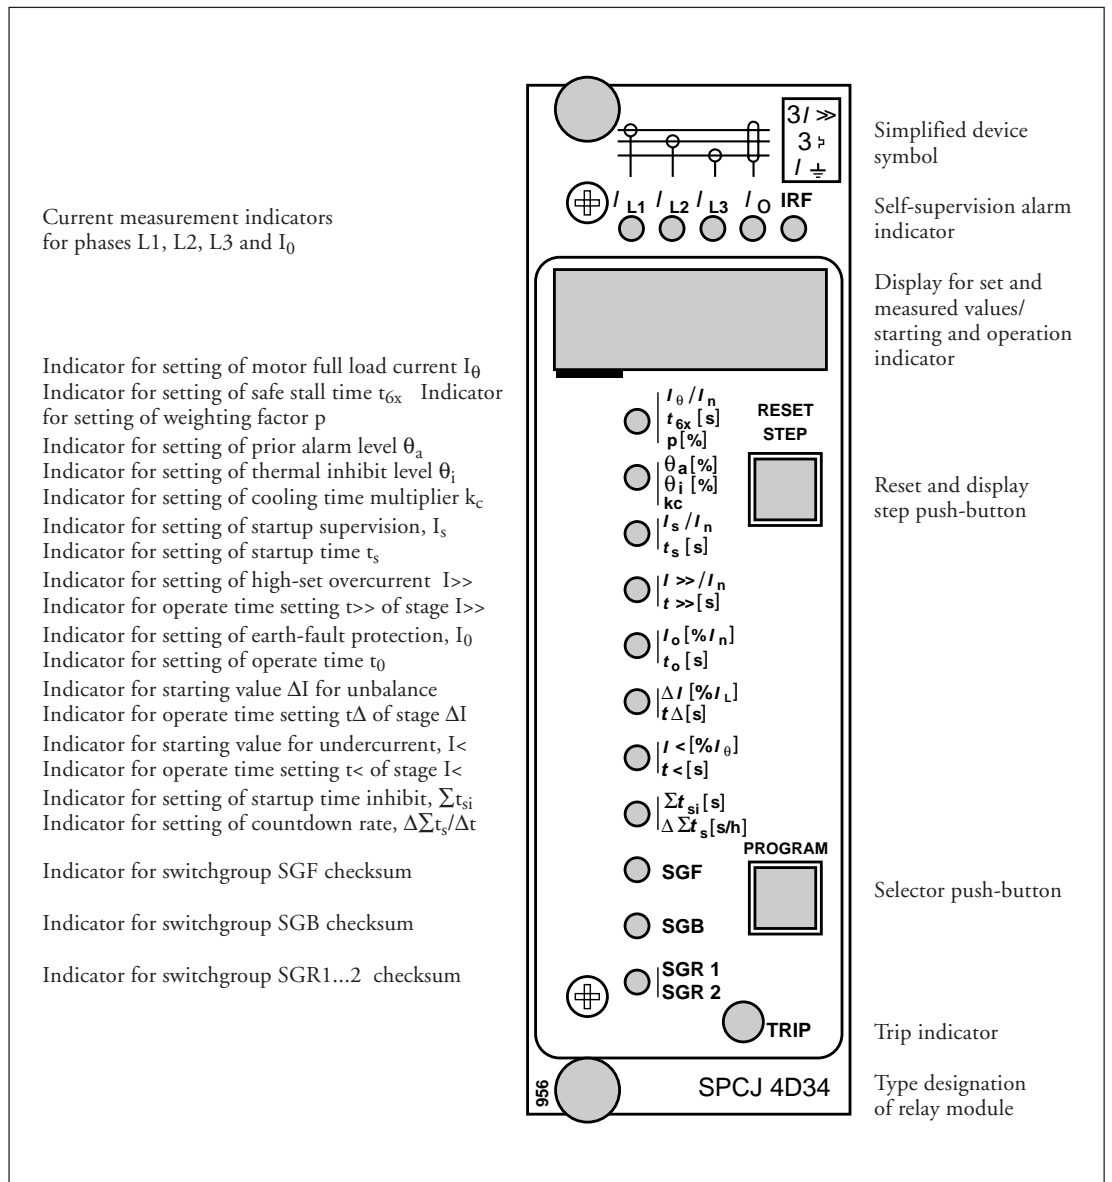 Current measurement indicators
for phases L1, L2, L3 and I0
Indicator for setting of motor full load current Iθ
Indicator for setting of safe stall time t6x Indicator
for setting of weighting factor p
Indicator for setting of prior alarm level θa
Indicator for setting of thermal inhibit level θi
Indicator for setting of cooling time multiplier kc
Indicator for setting of startup supervision, Is
Indicator for setting of startup time ts
Indicator for setting of high-set overcurrent I>>
Indicator for operate time setting t>> of stage I>>
Indicator for setting of earth-fault protection, I0
Indicator for setting of operate time t0
Indicator for starting value ΔI for unbalance
Indicator for operate time setting tΔ of stage ΔI
Indicator for starting value for undercurrent, I<
Indicator for operate time setting t< of stage I<
Indicator for setting of startup time inhibit, Σtsi
Indicator for setting of countdown rate, ΔΣts/Δt
Indicator for switchgroup SGF checksum
Indicator for switchgroup SGB checksum
Indicator for switchgroup SGR1...2 checksum
3I >>
3
I
IL1 IL2 IL3 IO IRF
Iθ/In
t6x [s]
p[%]
θa[%]
θi [%]
kc
Is/In
ts [s]
I >>/In
t >>[s]
Io [%In]
to [s]
ΔI [%IL]
tΔ[s]
I <[%Iθ]
t <[s]
Σtsi [s]
ΔΣts[s/h]
SGF
SGB
SGR 1
SGR 2
RESET
STEP
PROGRAM
TRIP
956
SPCJ 4D34
Simplified device
symbol
Self-supervision alarm
indicator
Display for set and
measured values/
starting and operation
indicator
Reset and display
step push-button
Selector push-button
Trip indicator
Type designation
of relay module